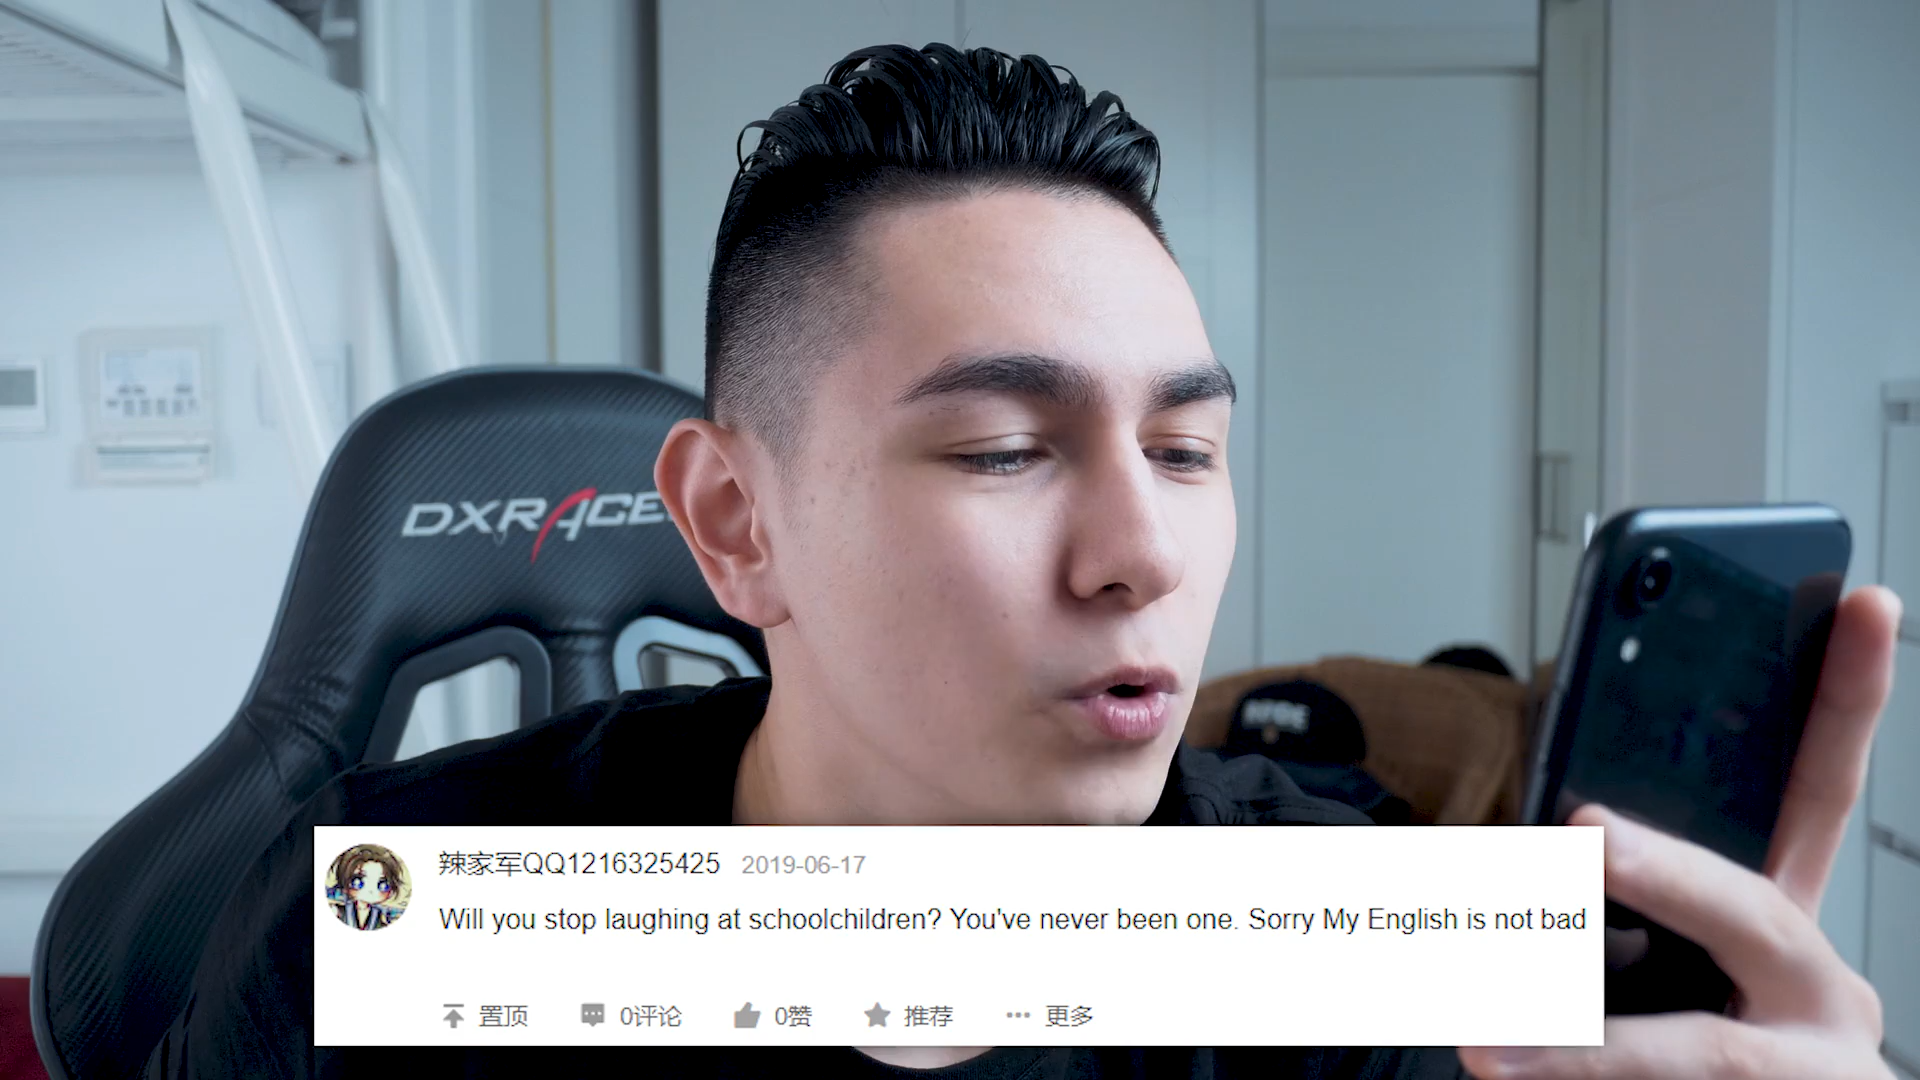 DXRACE
辣家军QQ1216325425 2019-06-17
Will you stop laughing at schoolchildren? You've never been one. Sorry My English is not bad
置顶 0评论 0赞 推荐 更多